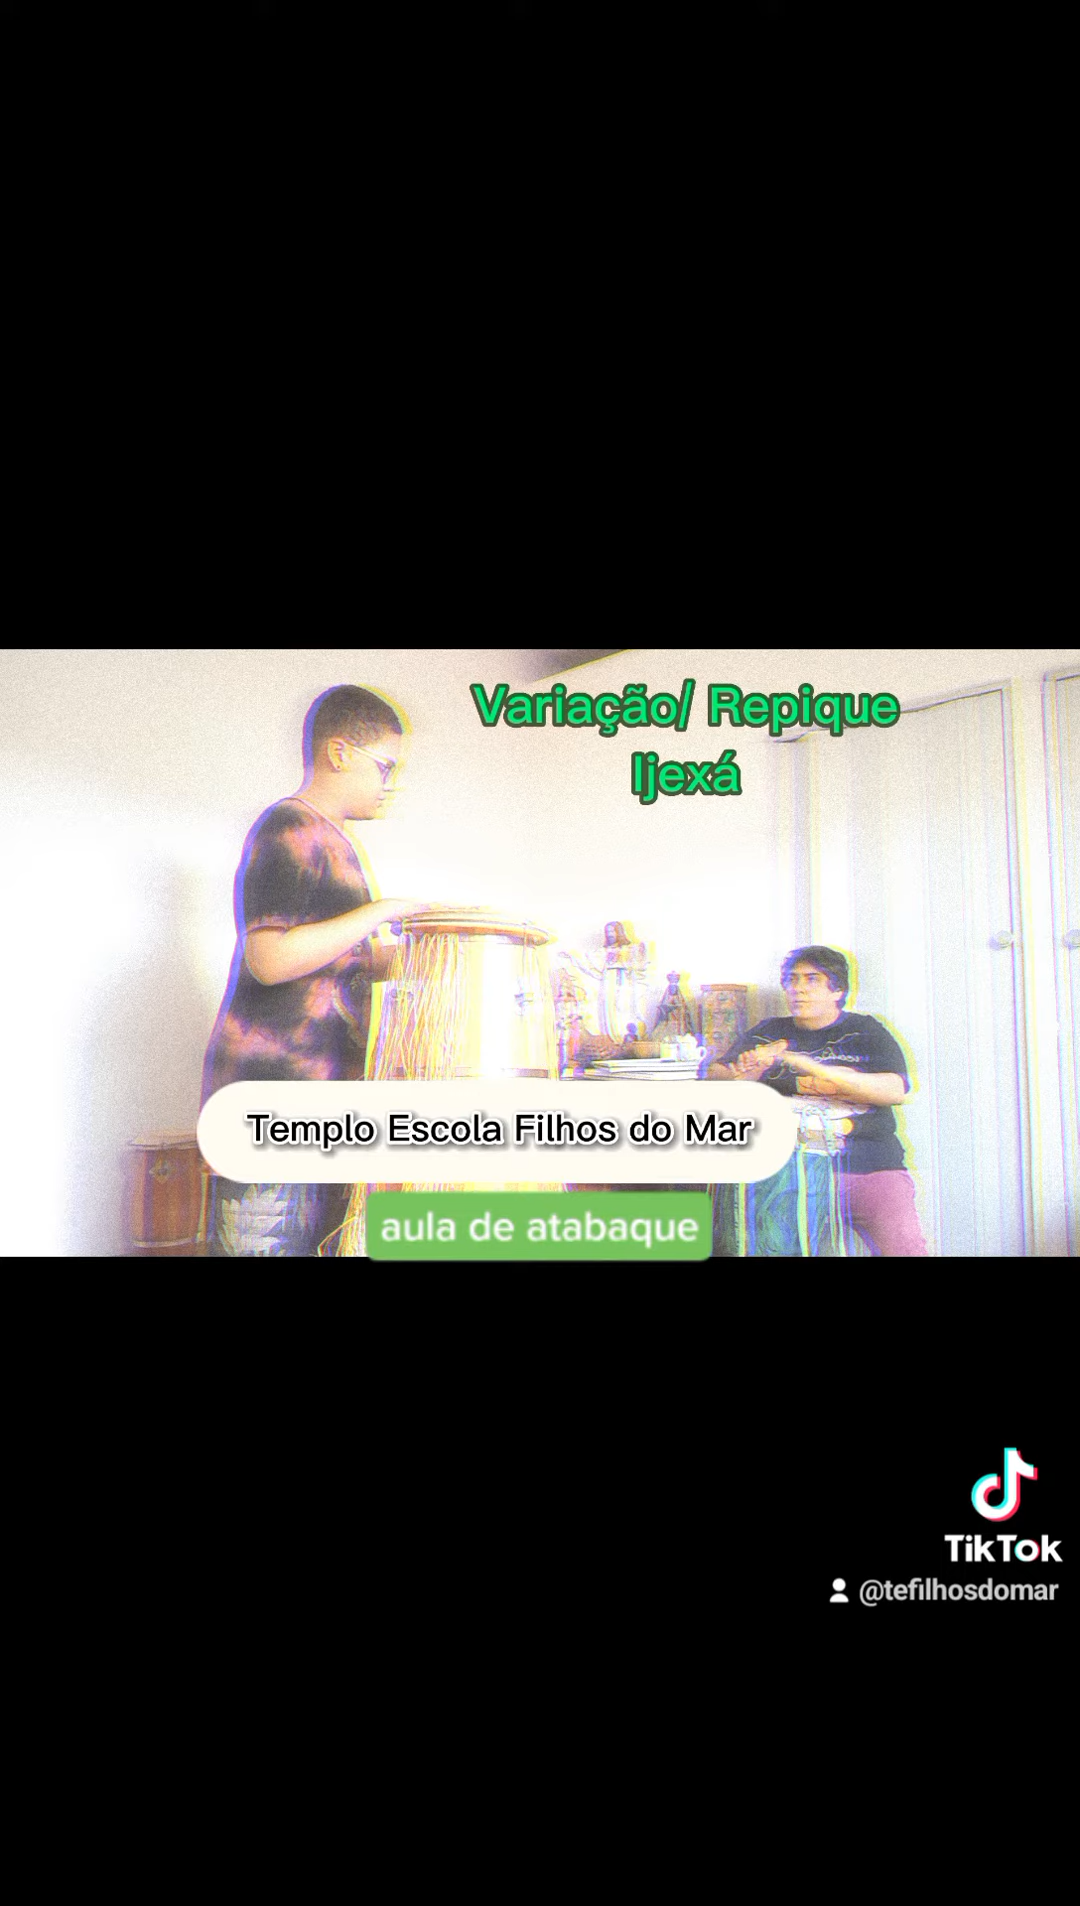 Variação/ Repique
Ijexá
Templo Escola Filhos do Mar
aula de atabaque
TikTok
@tefilhosdomar